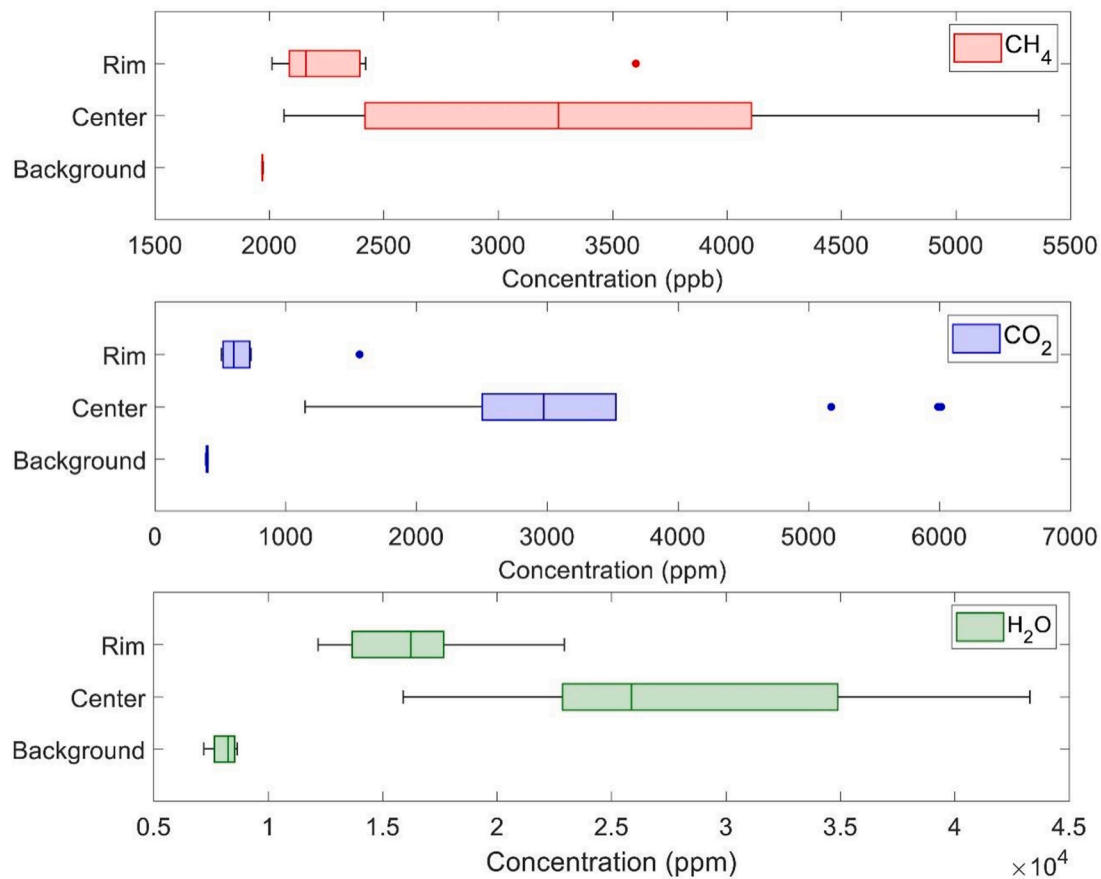 CH4
Rim
Center
Background
1500 2000 2500 3000 3500 4000 4500 5000 5500
Concentration (ppb)
CO2
Rim
Center
Background
0 1000 2000 3000 4000 5000 6000 7000
Concentration (ppm)
H2O
Rim
Center
Background
0.5 1 1.5 2 2.5 3 3.5 4 4.5
Concentration (ppm)
×10^4